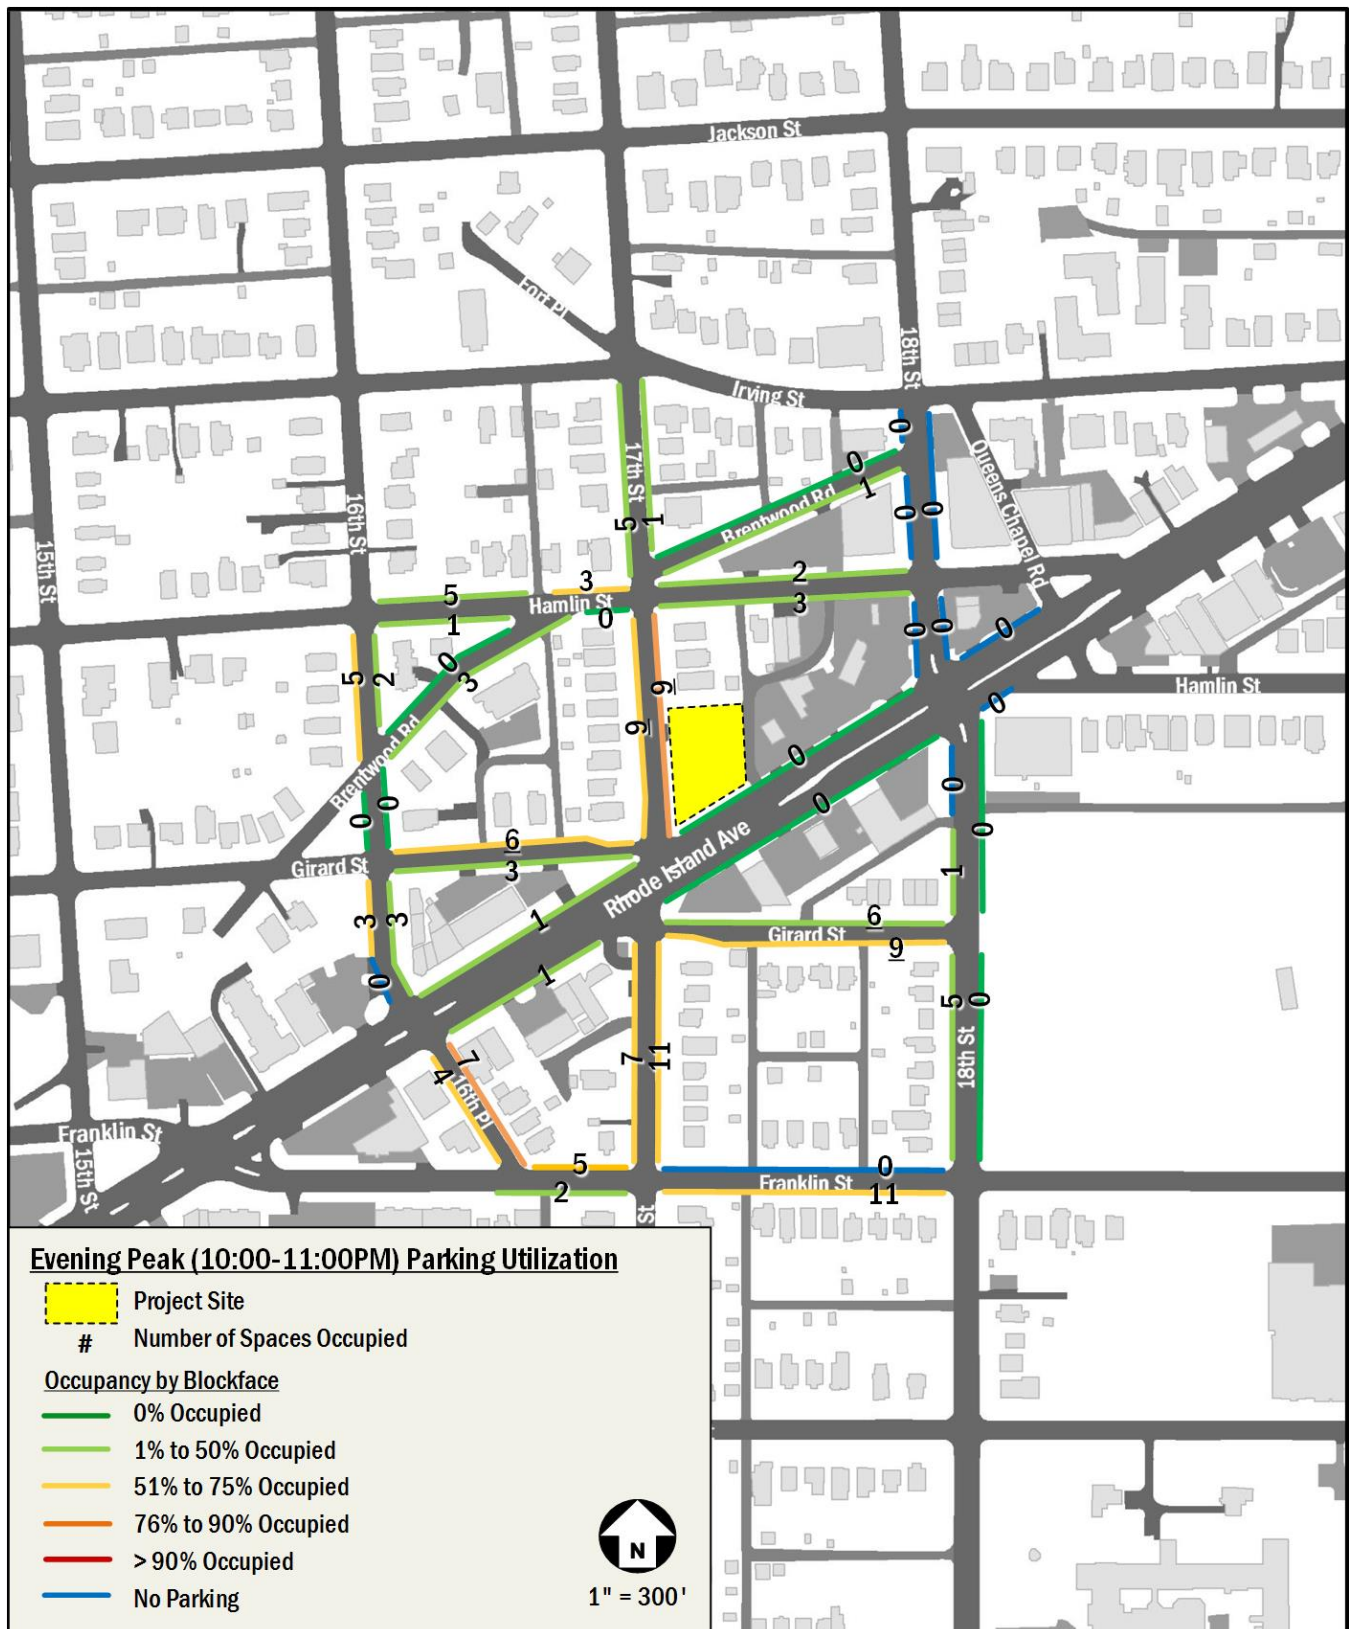 Jackson St
Fort Pl
18th St
Irving St
0
17th St
0
1
Queens Chapel Rd
Brentwood Rd
16th St
5
1
0
0
15th St
2
3
5
3
Hamlin St
1
0
0
0
0
5
2
0
3
9
Hamlin St
0
9
Brentwood Rd
0
0
0
0
0
0
6
Rhode Island Ave
0
Girard St
3
1
3
3
1
6
Girard St
9
0
1
5
0
7
11
18th St
7
4
16th Pl
Franklin St
15th St
5
0
2
Franklin St
11
St
Evening Peak (10:00-11:00PM) Parking Utilization
Project Site
# Number of Spaces Occupied
Occupancy by Blockface
0% Occupied
1% to 50% Occupied
51% to 75% Occupied
76% to 90% Occupied
> 90% Occupied
No Parking
N
1" = 300'